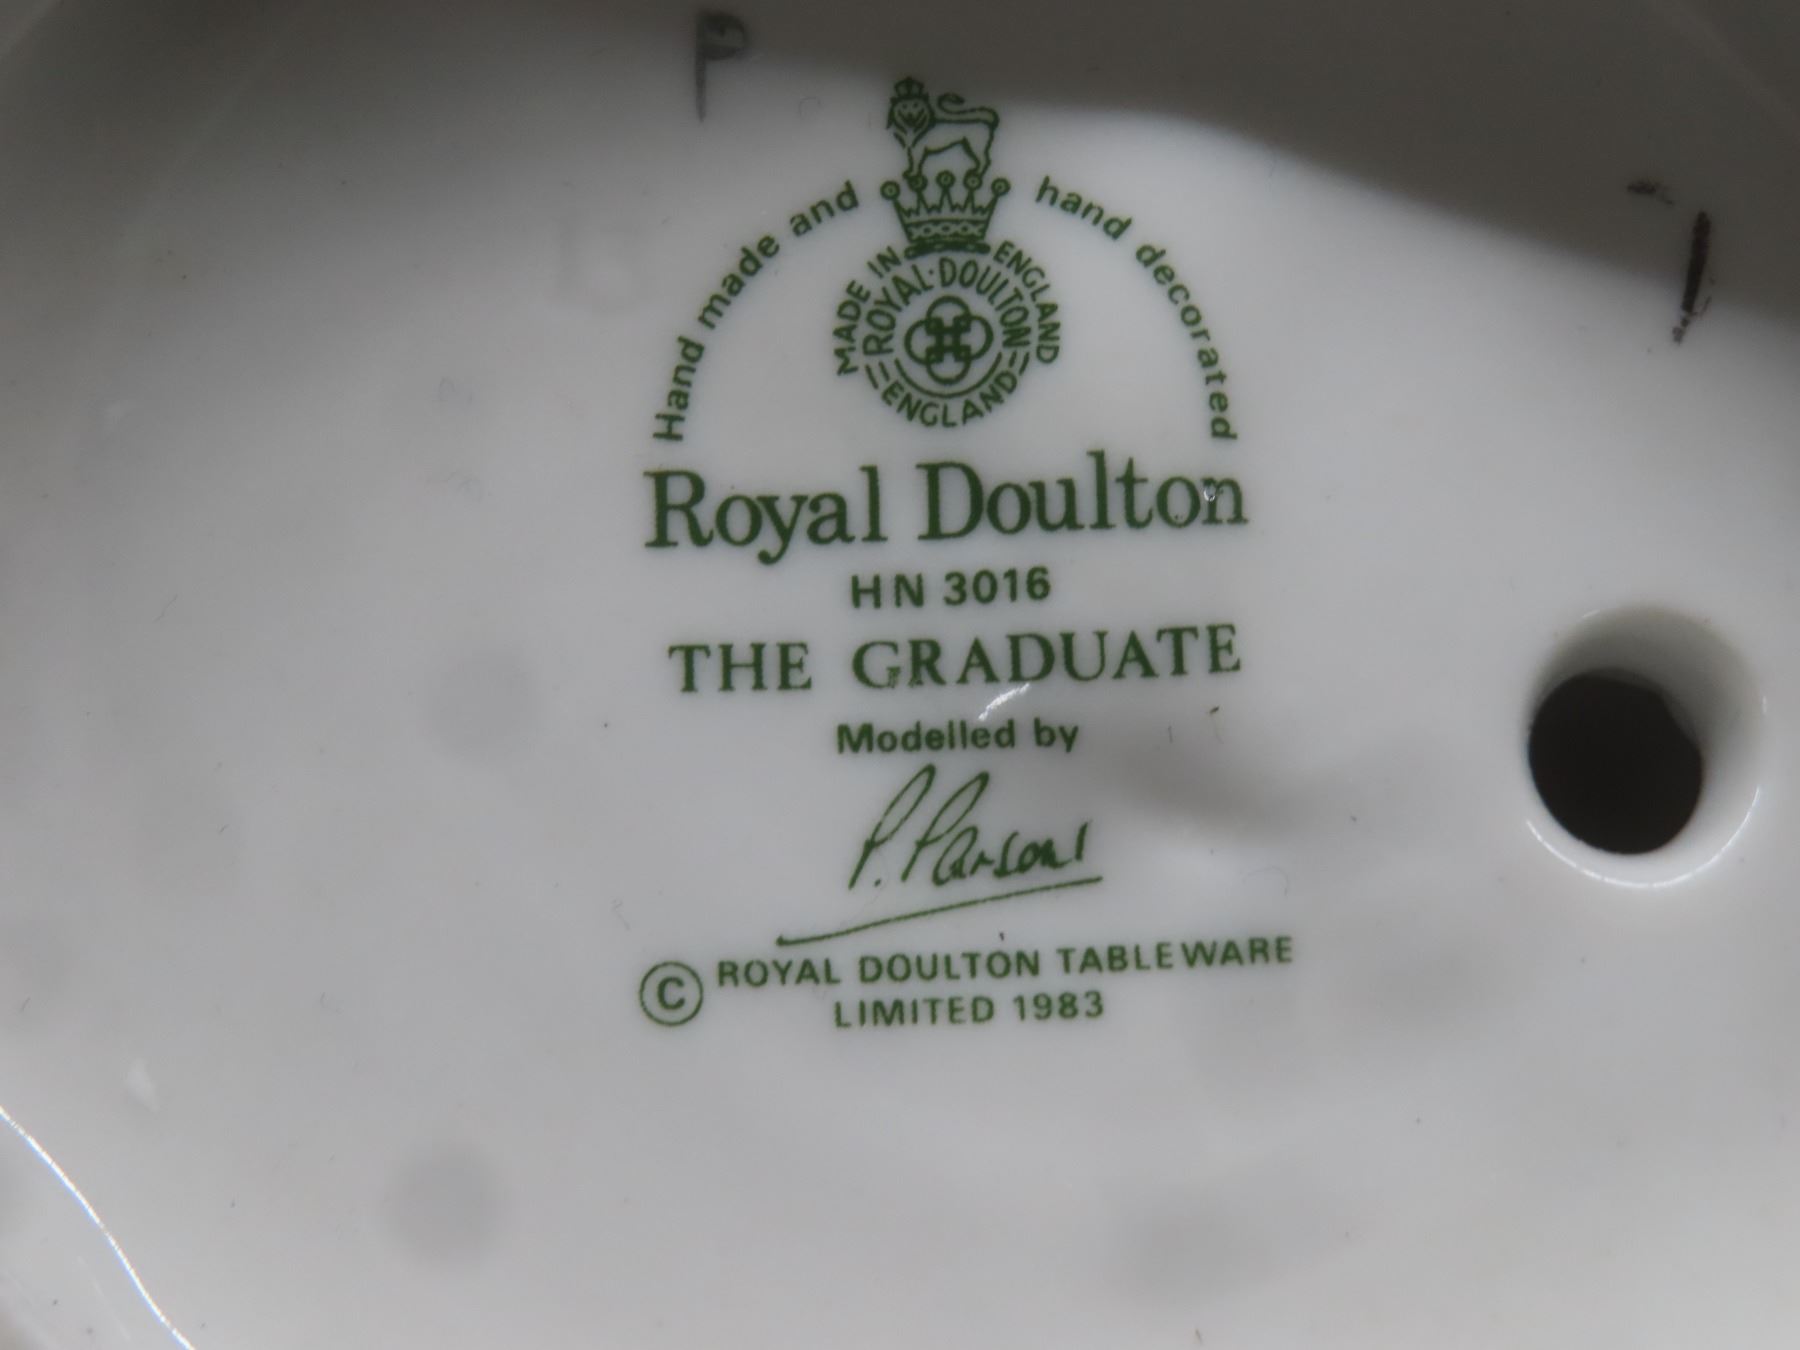 P
Hand made and hand decorated
MADE IN ENGLAND
ROYAL·DOULTON
ENGLAND
Royal Doulton
HN 3016
THE GRADUATE
Modelled by
P. Parsons
© ROYAL DOULTON TABLEWARE
LIMITED 1983